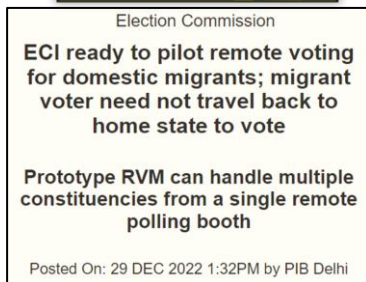 Election Commission
ECI ready to pilot remote voting
for domestic migrants; migrant
voter need not travel back to
home state to vote
Prototype RVM can handle multiple
constituencies from a single remote
polling booth
Posted On: 29 DEC 2022 1:32PM by PIB Delhi